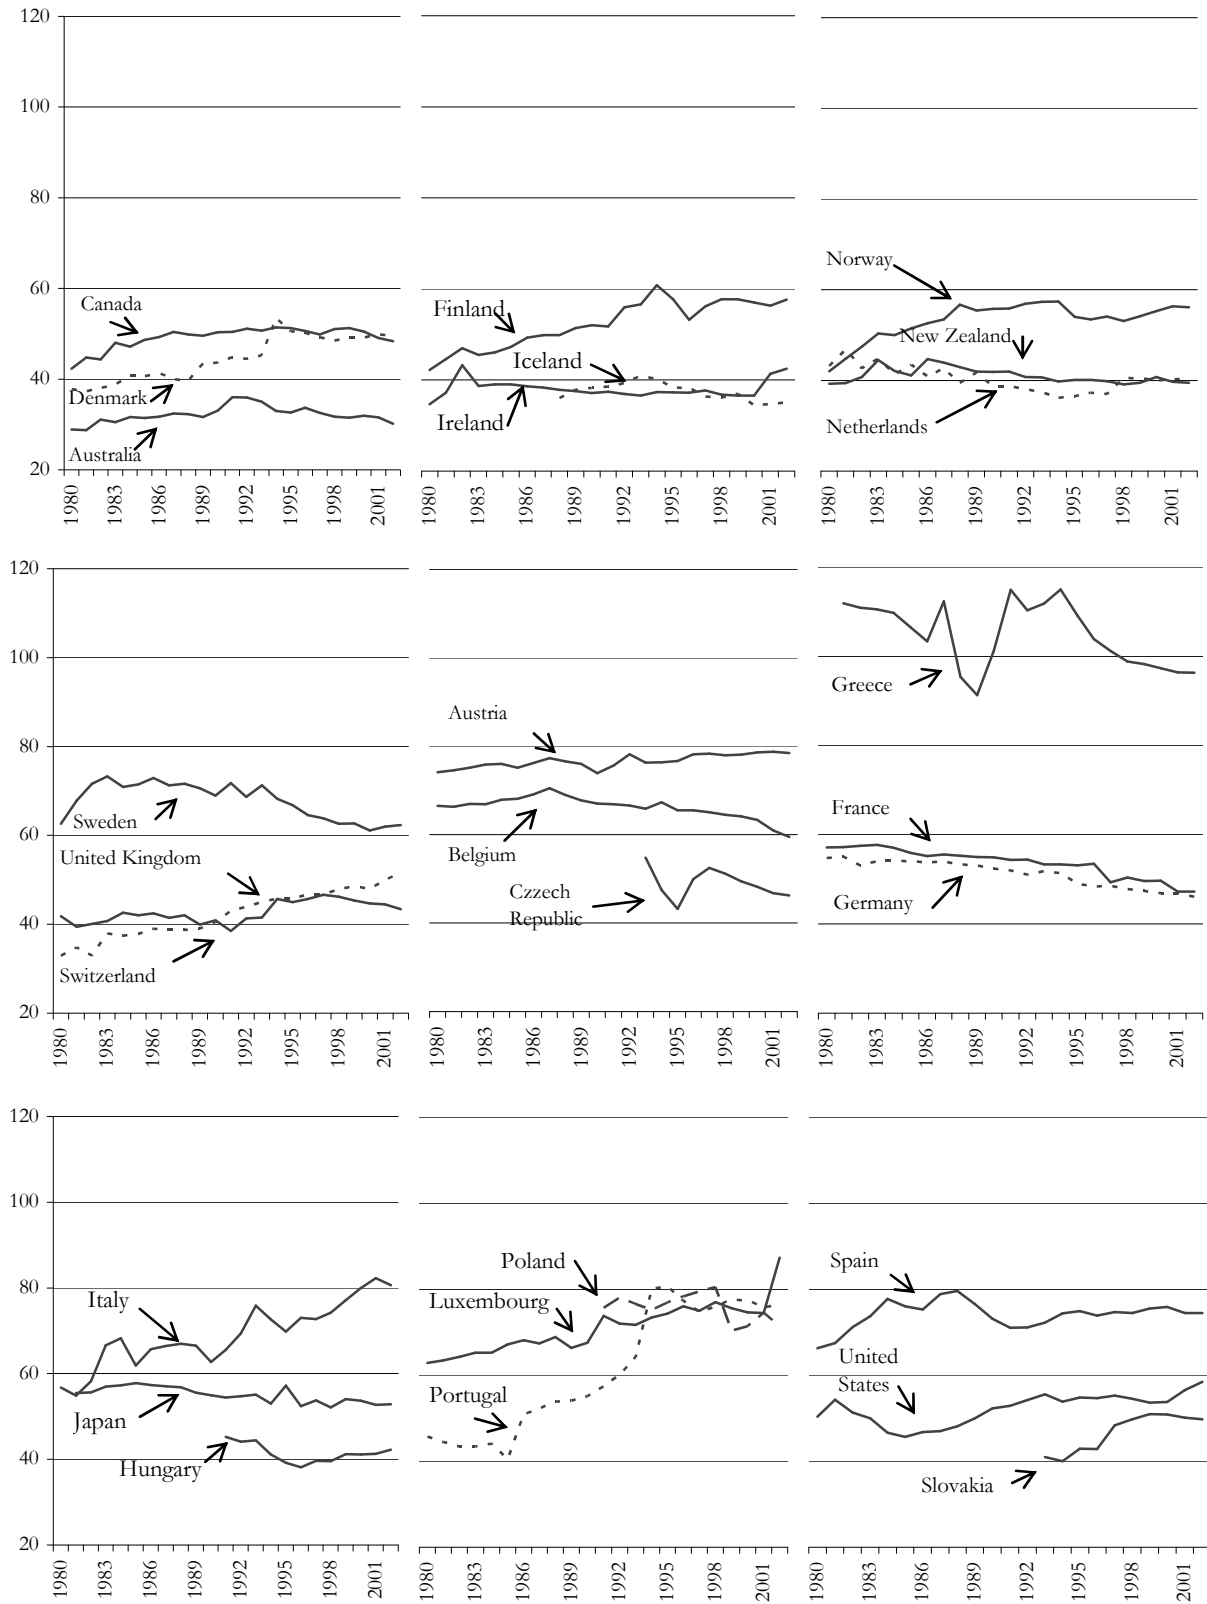 120
100
80
60
40
20
Canada
Denmark
Australia
1980 1983 1986 1989 1992 1995 1998 2001
Finland
Iceland
Ireland
1980 1983 1986 1989 1992 1995 1998 2001
Norway
New Zealand
Netherlands
1980 1983 1986 1989 1992 1995 1998 2001
120
100
80
60
40
20
Sweden
United Kingdom
Switzerland
1980 1983 1986 1989 1992 1995 1998 2001
Austria
Belgium
Czzech
Republic
1980 1983 1986 1989 1992 1995 1998 2001
Greece
France
Germany
1980 1983 1986 1989 1992 1995 1998 2001
120
100
80
60
40
20
Italy
Japan
Hungary
1980 1983 1986 1989 1992 1995 1998 2001
Poland
Luxembourg
Portugal
1980 1983 1986 1989 1992 1995 1998 2001
Spain
United
States
Slovakia
1980 1983 1986 1989 1992 1995 1998 2001